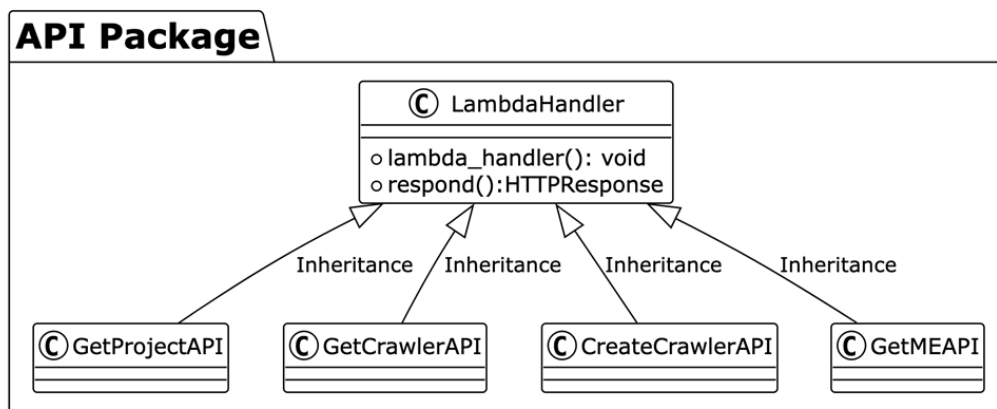 API Package
C LambdaHandler
lambda_handler(): void
respond():HTTPResponse
Inheritance Inheritance Inheritance Inheritance
C GetProjectAPI C GetCrawlerAPI C CreateCrawlerAPI C GetMEAPI